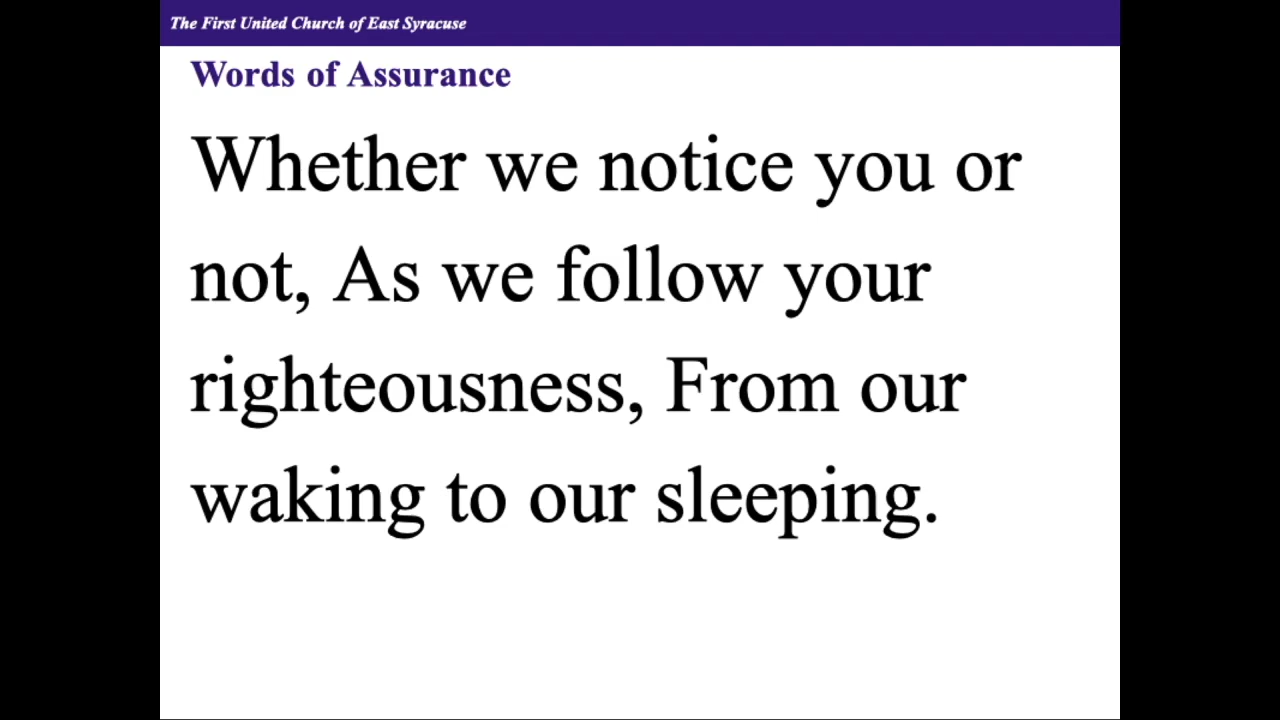 The First United Church of East Syracuse
Words of Assurance
Whether we notice you or
not, As we follow your
righteousness, From our
waking to our sleeping.